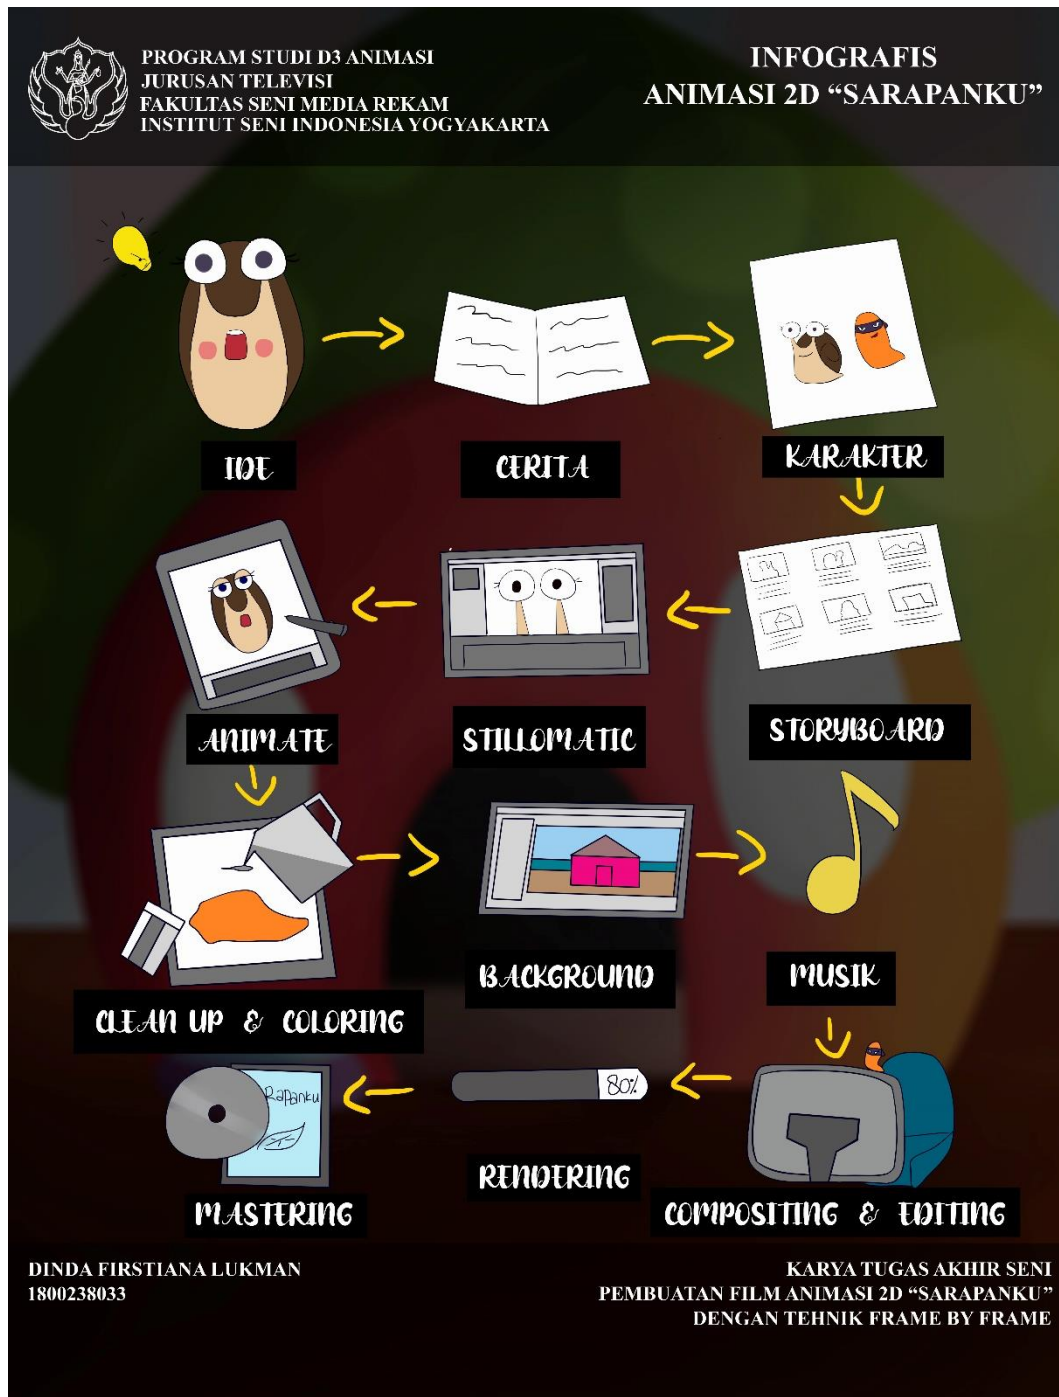 PROGRAM STUDI D3 ANIMASI
JURUSAN TELEVISI
FAKULTAS SENI MEDIA REKAM
INSTITUT SENI INDONESIA YOGYAKARTA
INFOGRAFIS
ANIMASI 2D “SARAPANKU”
IDE
CERITA
KARAKTER
STORYBOARD
STILLOMATIC
ANIMATE
CLEAN UP & COLORING
BACKGROUND
MUSIK
COMPOSITING & EDITING
80%
RENDERING
Rapanku
MASTERING
DINDA FIRSTIANA LUKMAN
1800238033
KARYA TUGAS AKHIR SENI
PEMBUATAN FILM ANIMASI 2D “SARAPANKU”
DENGAN TEHNIK FRAME BY FRAME